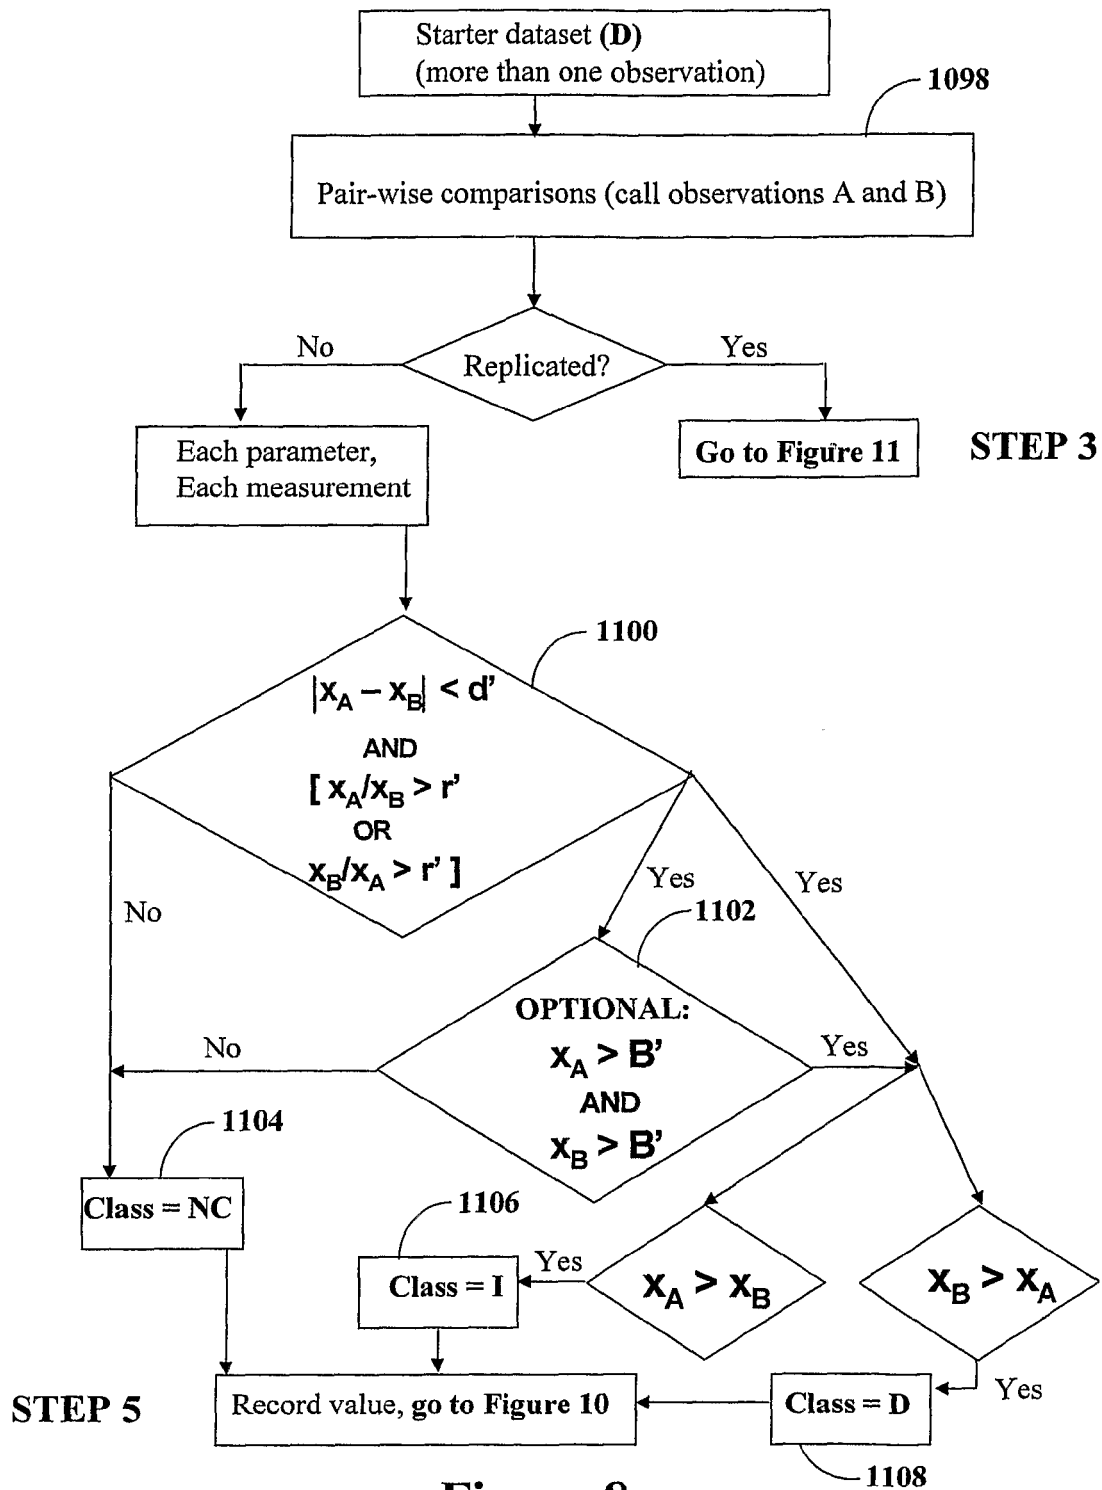 Starter dataset (D)
(more than one observation)
1098
Pair-wise comparisons (call observations A and B)
No
Replicated?
Yes
Each parameter,
Each measurement
Go to Figure 11
STEP 3
1100
|xA – xB| < d’
AND
[ xA/xB > r’
OR
xB/xA > r’ ]
Yes
Yes
No
1102
OPTIONAL:
xA > B’
AND
xB > B’
No
Yes
1104
Class = NC
1106
Class = I
Yes
xA > xB
xB > xA
STEP 5
Record value, go to Figure 10
Class = D
Yes
1108